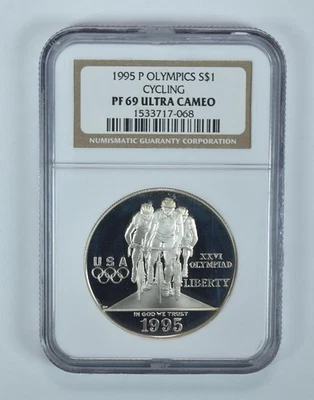 1995 P OLYMPICS S$1
CYCLING
PF 69 ULTRA CAMEO
1533717-068
NUMISMATIC GUARANTY CORPORATION
USA
XXVI
OLYMPIAD
LIBERTY
IN GOD WE TRUST
1995